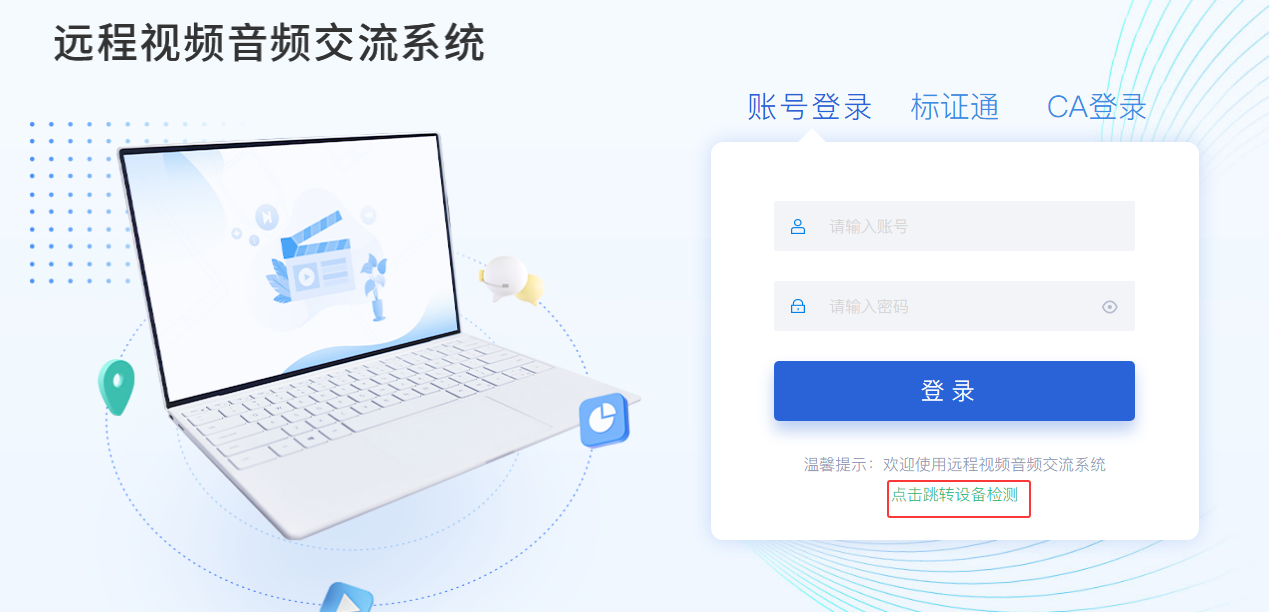 远程视频音频交流系统
账号登录 标证通 CA登录
请输入账号
请输入密码
登录
温馨提示：欢迎使用远程视频音频交流系统
点击跳转设备检测